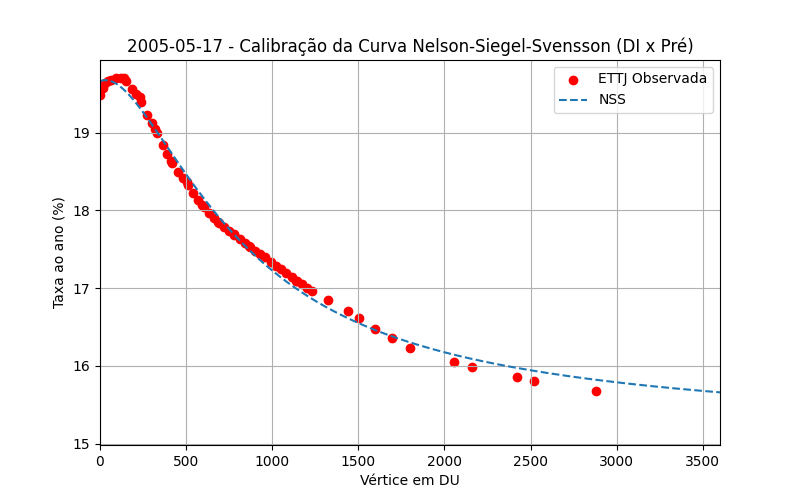 2005-05-17 - Calibração da Curva Nelson-Siegel-Svensson (DI x Pré)
ETTJ Observada
NSS
Taxa ao ano (%)
19
18
17
16
15
0 500 1000 1500 2000 2500 3000 3500
Vértice em DU